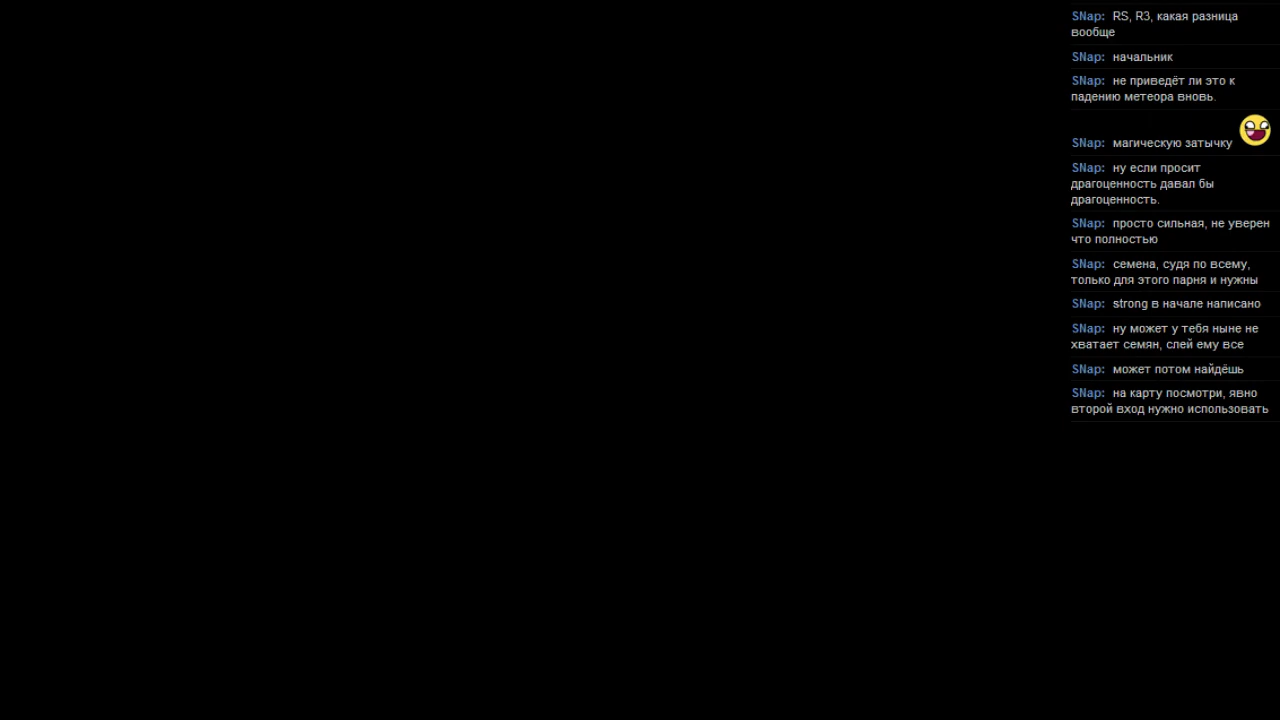 SNap: RS, R3, какая разница
вообще
SNap: начальник
SNap: не приведёт ли это к
падению метеора вновь.
SNap: магическую затычку
SNap: ну если просит
драгоценность давал бы
драгоценность.
SNap: просто сильная, не уверен
что полностью
SNap: семена, судя по всему,
только для этого парня и нужны
SNap: strong в начале написано
SNap: ну может у тебя ныне не
хватает семян, слей ему все
SNap: может потом найдёшь
SNap: на карту посмотри, явно
второй вход нужно использовать